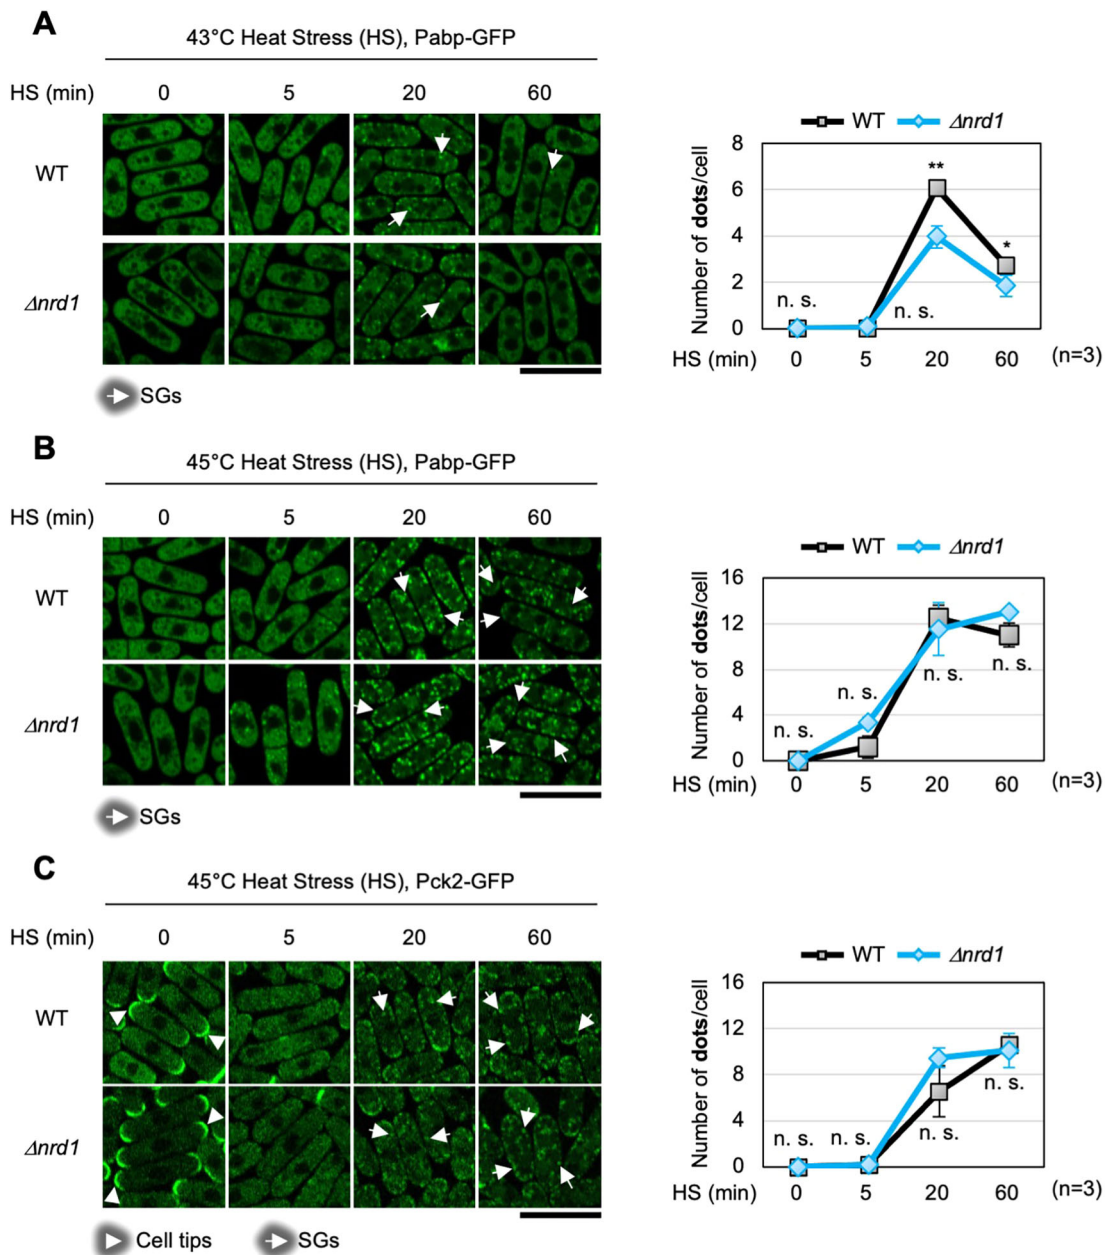 A
43°C Heat Stress (HS), Pabp-GFP
HS (min) 0 5 20 60
WT
Δnrd1
SGs
WT Δnrd1
Number of dots/cell
8
6
4
2
0
**
*
n. s.
n. s.
HS (min) 0 5 20 60 (n=3)
B
45°C Heat Stress (HS), Pabp-GFP
HS (min) 0 5 20 60
WT
Δnrd1
SGs
WT Δnrd1
Number of dots/cell
16
12
8
4
0
n. s.
n. s.
n. s.
n. s.
HS (min) 0 5 20 60 (n=3)
C
45°C Heat Stress (HS), Pck2-GFP
HS (min) 0 5 20 60
WT
Δnrd1
Cell tips SGs
WT Δnrd1
Number of dots/cell
16
12
8
4
0
n. s.
n. s.
n. s.
n. s.
HS (min) 0 5 20 60 (n=3)